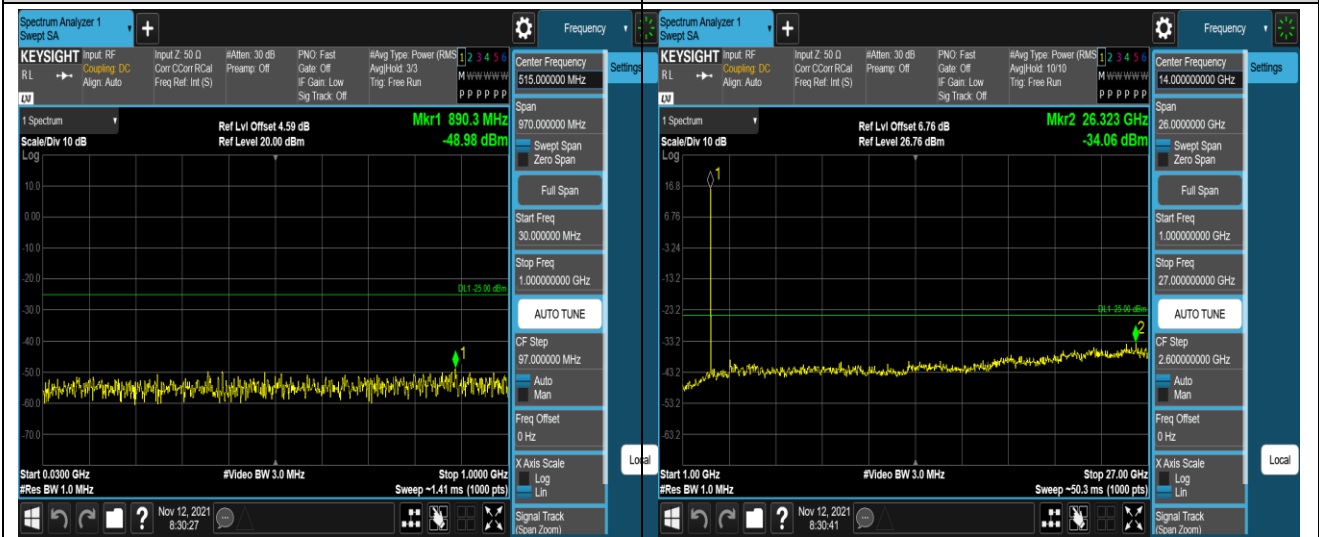 Spectrum Analyzer 1
Swept SA
Frequency
KEYSIGHT
RL
LXI
Input: RF
Coupling: DC
Align: Auto
Input Z: 50 Ω
Corr CCorr RCal
Freq Ref: Int (S)
#Atten: 30 dB
Preamp: Off
PNO: Fast
Gate: Off
IF Gain: Low
Sig Track: Off
#Avg Type: Power (RMS
Avg|Hold: 3/3
Trig: Free Run
1 2 3 4 5 6
M W W W W W
P P P P P P
1 Spectrum
Scale/Div 10 dB
Log
Ref Lvl Offset 4.59 dB
Ref Level 20.00 dBm
Mkr1 890.3 MHz
-48.98 dBm
10.0
0.00
-10.0
-20.0
-30.0
-40.0
-50.0
-60.0
-70.0
DL1 -25.00 dBm
1
Start 0.0300 GHz
#Res BW 1.0 MHz
#Video BW 3.0 MHz
Stop 1.0000 GHz
Sweep ~1.41 ms (1000 pts)
Center Frequency
515.000000 MHz
Settings
Span
970.000000 MHz
Swept Span
Zero Span
Full Span
Start Freq
30.000000 MHz
Stop Freq
1.000000000 GHz
AUTO TUNE
CF Step
97.000000 MHz
Auto
Man
Freq Offset
0 Hz
X Axis Scale
Log
Lin
Local
Signal Track
(Span Zoom)
?
Nov 12, 2021
8:30:27
Spectrum Analyzer 1
Swept SA
Frequency
KEYSIGHT
RL
LXI
Input: RF
Coupling: DC
Align: Auto
Input Z: 50 Ω
Corr CCorr RCal
Freq Ref: Int (S)
#Atten: 30 dB
Preamp: Off
PNO: Fast
Gate: Off
IF Gain: Low
Sig Track: Off
#Avg Type: Power (RMS
Avg|Hold: 10/10
Trig: Free Run
1 2 3 4 5 6
M W W W W W
P P P P P P
1 Spectrum
Scale/Div 10 dB
Log
Ref Lvl Offset 6.76 dB
Ref Level 26.76 dBm
Mkr2 26.323 GHz
-34.06 dBm
16.8
6.76
-3.24
-13.2
-23.2
-33.2
-43.2
-53.2
-63.2
1
DL1 -25.00 dBm
2
Start 1.00 GHz
#Res BW 1.0 MHz
#Video BW 3.0 MHz
Stop 27.00 GHz
Sweep ~50.3 ms (1000 pts)
Center Frequency
14.000000000 GHz
Settings
Span
26.0000000 GHz
Swept Span
Zero Span
Full Span
Start Freq
1.000000000 GHz
Stop Freq
27.000000000 GHz
AUTO TUNE
CF Step
2.600000000 GHz
Auto
Man
Freq Offset
0 Hz
X Axis Scale
Log
Lin
Local
Signal Track
(Span Zoom)
?
Nov 12, 2021
8:30:41